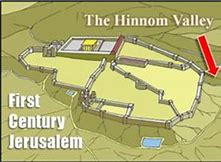 The Hinnom Valley
First
Century
Jerusalem